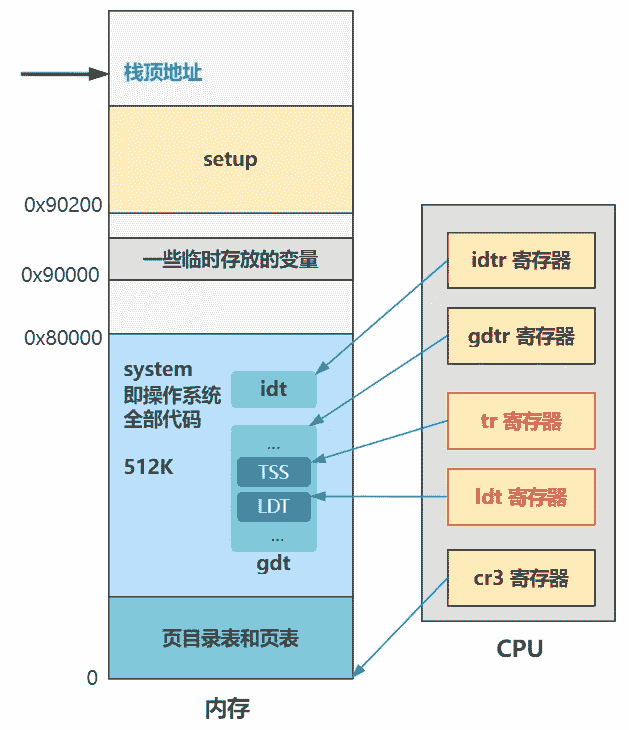 栈顶地址
setup
0x90200
一些临时存放的变量
0x90000
0x80000
system
即操作系统
全部代码
512K
idt
...
TSS
LDT
...
gdt
页目录表和页表
0
内存
idtr 寄存器
gdtr 寄存器
tr 寄存器
ldt 寄存器
cr3 寄存器
CPU